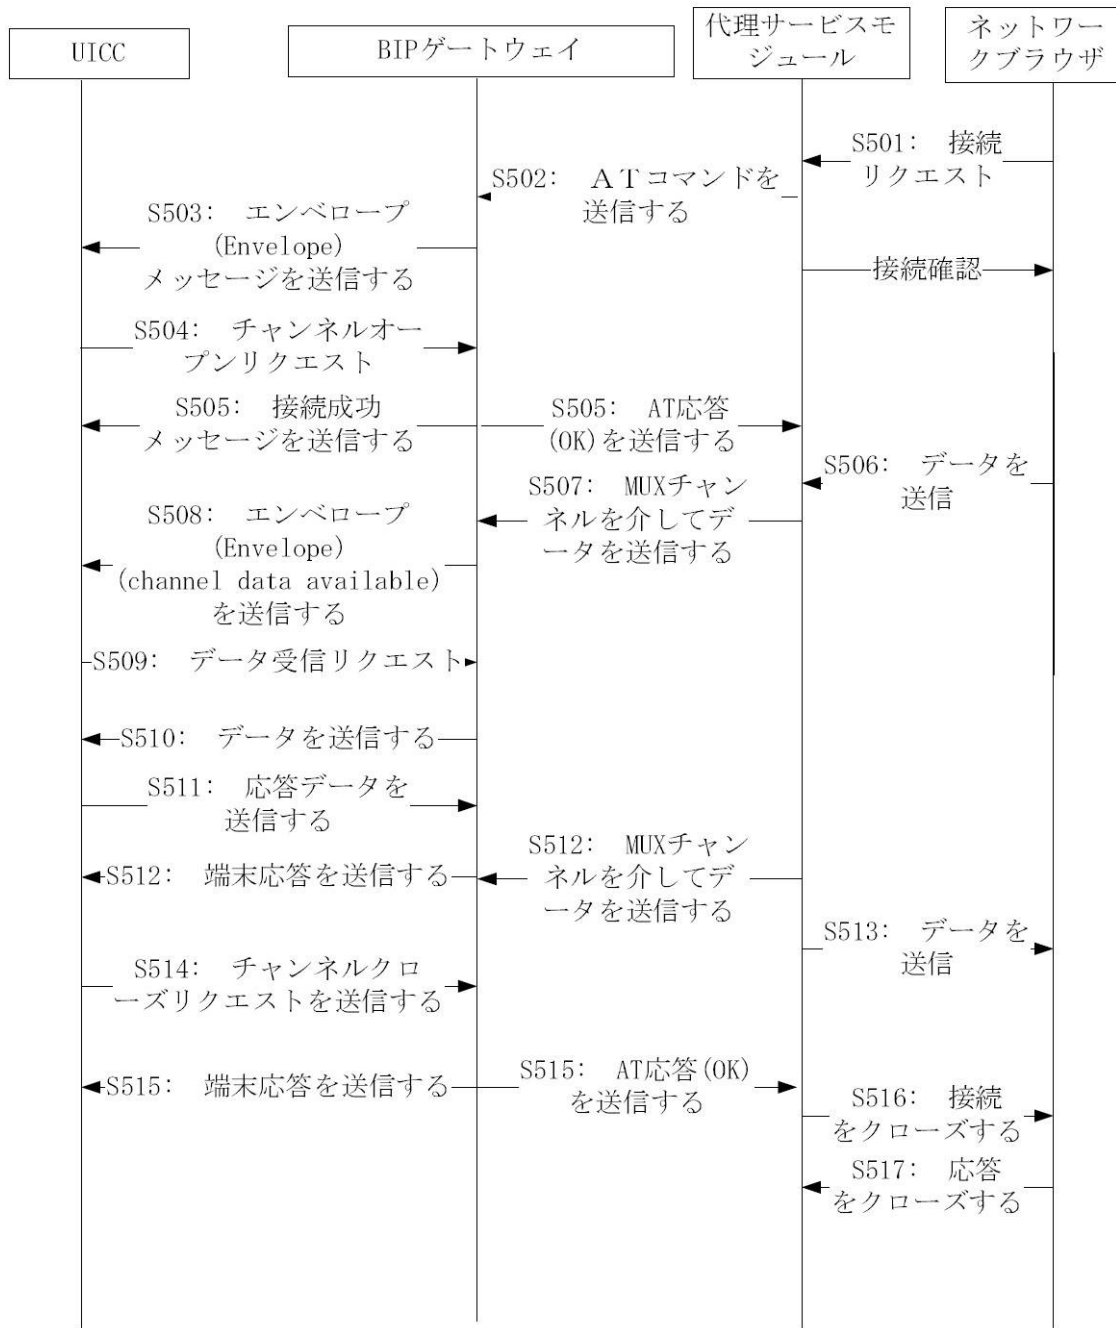 UICC
BIPゲートウェイ
代理サービスモ
ジュール
ネットワー
クブラウザ
S501: 接続
リクエスト
S502: ＡＴコマンドを
送信する
S503: エンベロープ
(Envelope)
メッセージを送信する
接続確認
S504: チャンネルオー
プンリクエスト
S505: 接続成功
メッセージを送信する
S505: AT応答
(OK)を送信する
S506: データを
送信
S507: MUXチャン
ネルを介してデ
ータを送信する
S508: エンベロープ
(Envelope)
(channel data available)
を送信する
S509: データ受信リクエスト
S510: データを送信する
S511: 応答データを
送信する
S512: 端末応答を送信する
S512: MUXチャン
ネルを介してデ
ータを送信する
S513: データを
送信
S514: チャンネルクロ
ーズリクエストを送信する
S515: 端末応答を送信する
S515: AT応答(OK)
を送信する
S516: 接続
をクローズする
S517: 応答
をクローズする